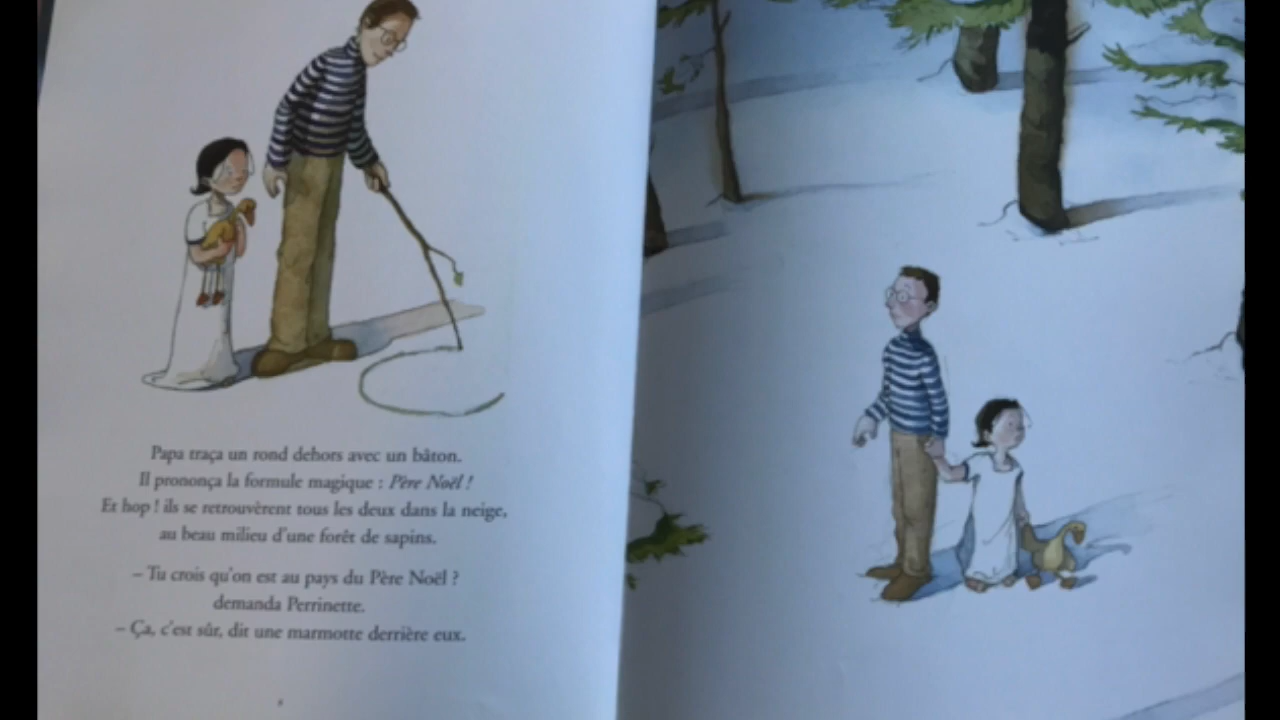 Papa traça un rond dehors avec un bâton.
Il prononça la formule magique : Père Noël !
Et hop ! ils se retrouvèrent tous les deux dans la neige,
au beau milieu d'une forêt de sapins.
– Tu crois qu'on est au pays du Père Noël ?
demanda Perrinette.
– Ça, c'est sûr, dit une marmotte derrière eux.